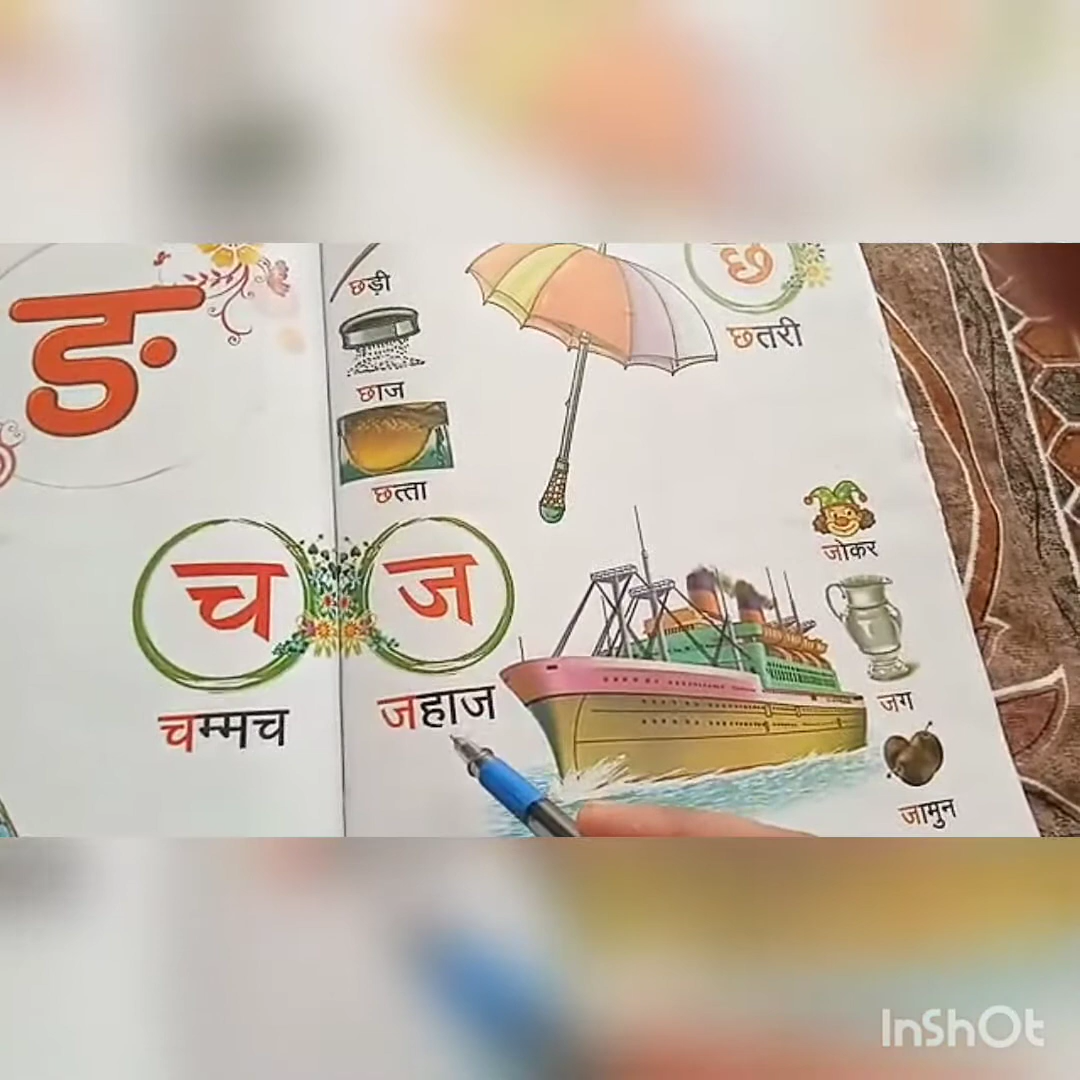 ङ
च
चम्मच
छड़ी
छाज
छत्ता
छ
छतरी
ज
जहाज
जोकर
जग
जामुन
InShOt